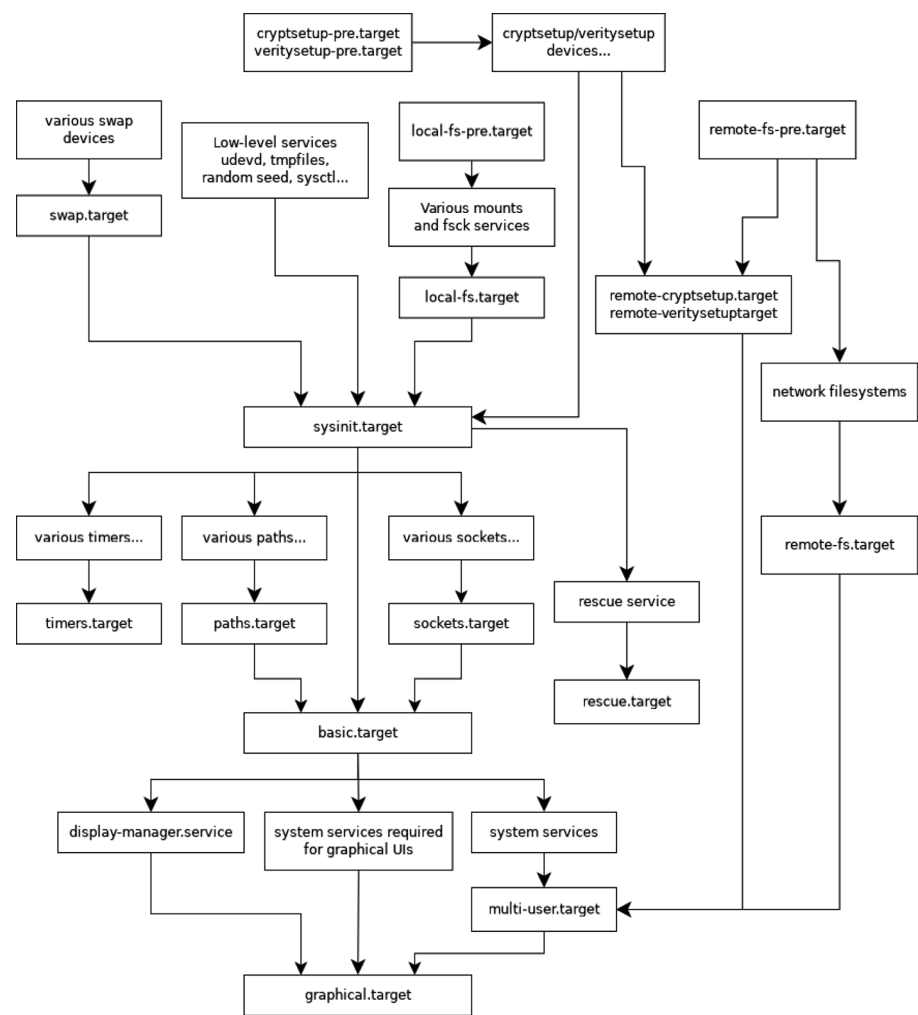 cryptsetup-pre.target
veritysetup-pre.target
cryptsetup/veritysetup
devices...
various swap
devices
Low-level services
udevd, tmpfiles,
random seed, sysctl...
local-fs-pre.target
remote-fs-pre.target
swap.target
Various mounts
and fsck services
local-fs.target
remote-cryptsetup.target
remote-veritysetuptarget
network filesystems
sysinit.target
various timers...
various paths...
various sockets...
remote-fs.target
timers.target
paths.target
sockets.target
rescue service
rescue.target
basic.target
display-manager.service
system services required
for graphical UIs
system services
multi-user.target
graphical.target